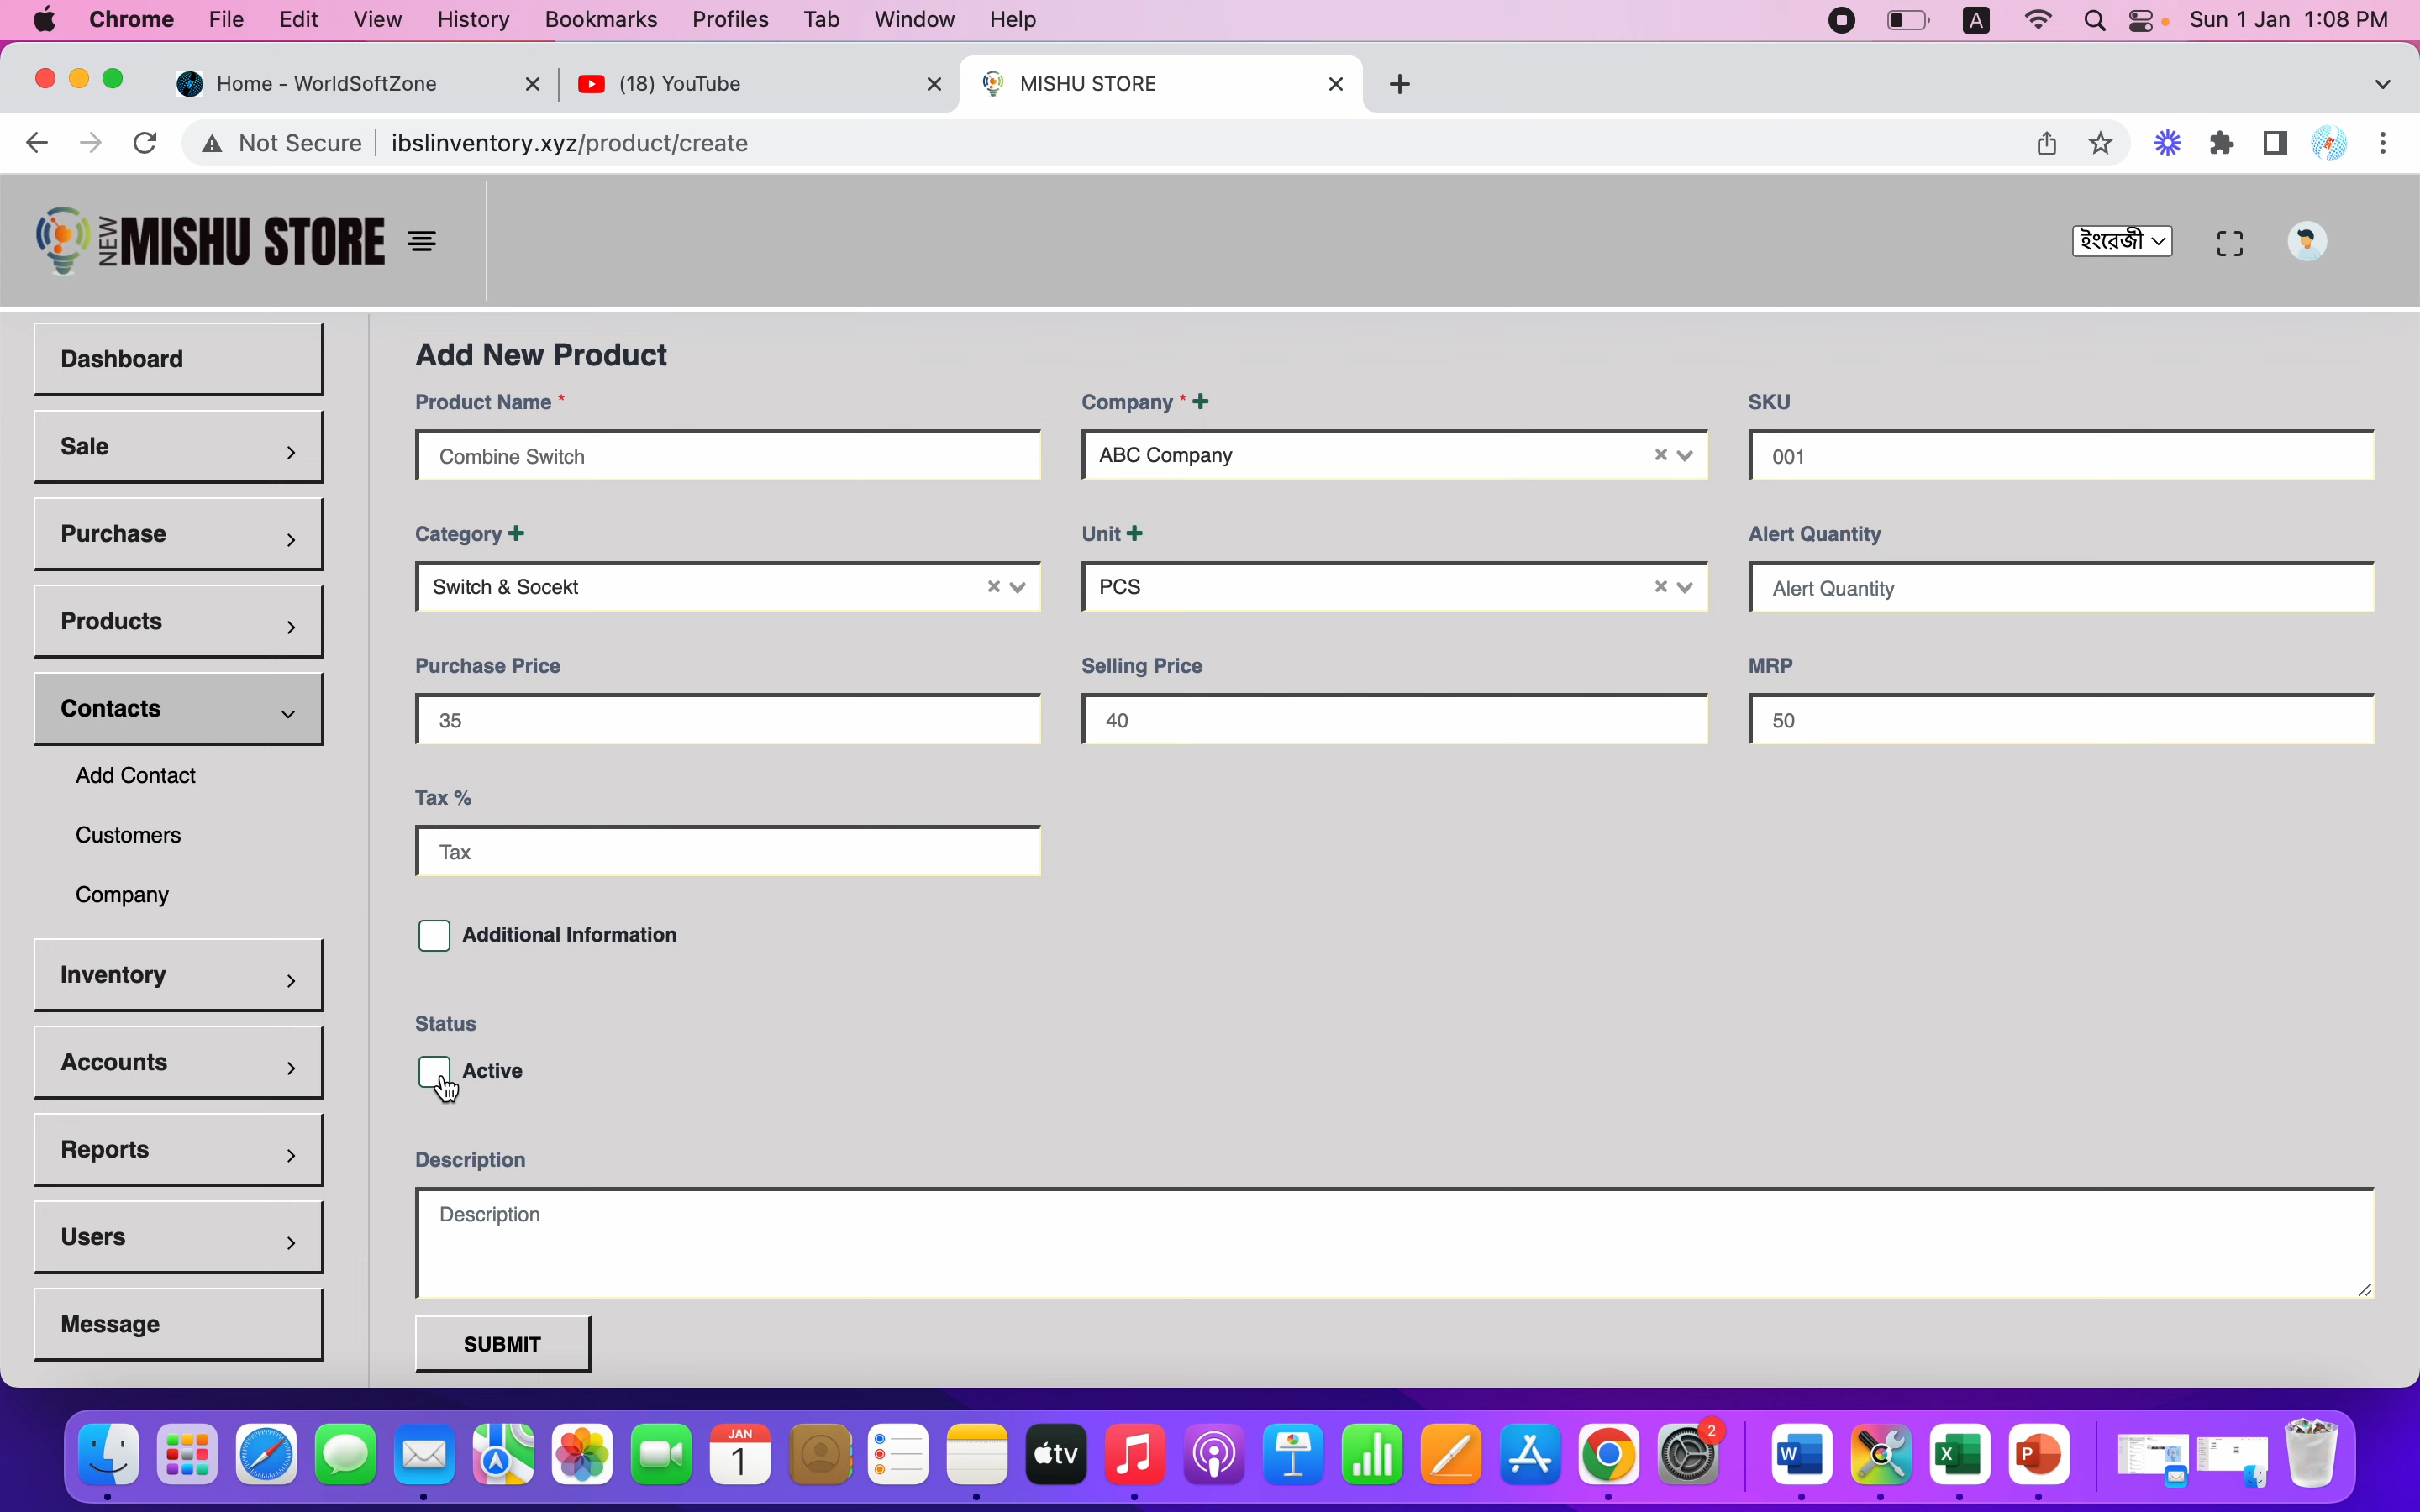 Chrome File Edit View History Bookmarks Profiles Tab Window Help A Sun 1 Jan 1:08 PM
Home - WorldSoftZone (18) YouTube MISHU STORE
Not Secure ibslinventory.xyz/product/create
NEW MISHU STORE ইংরেজী
Dashboard
Sale
Purchase
Products
Contacts
Add Contact
Customers
Company
Inventory
Accounts
Reports
Users
Message
Add New Product
Product Name * Company * + SKU
Combine Switch ABC Company 001
Category + Unit + Alert Quantity
Switch & Socekt PCS Alert Quantity
Purchase Price Selling Price MRP
35 40 50
Tax %
Tax
Additional Information
Status
Active
Description
Description
SUBMIT
JAN
1
tv
2
W
X
P